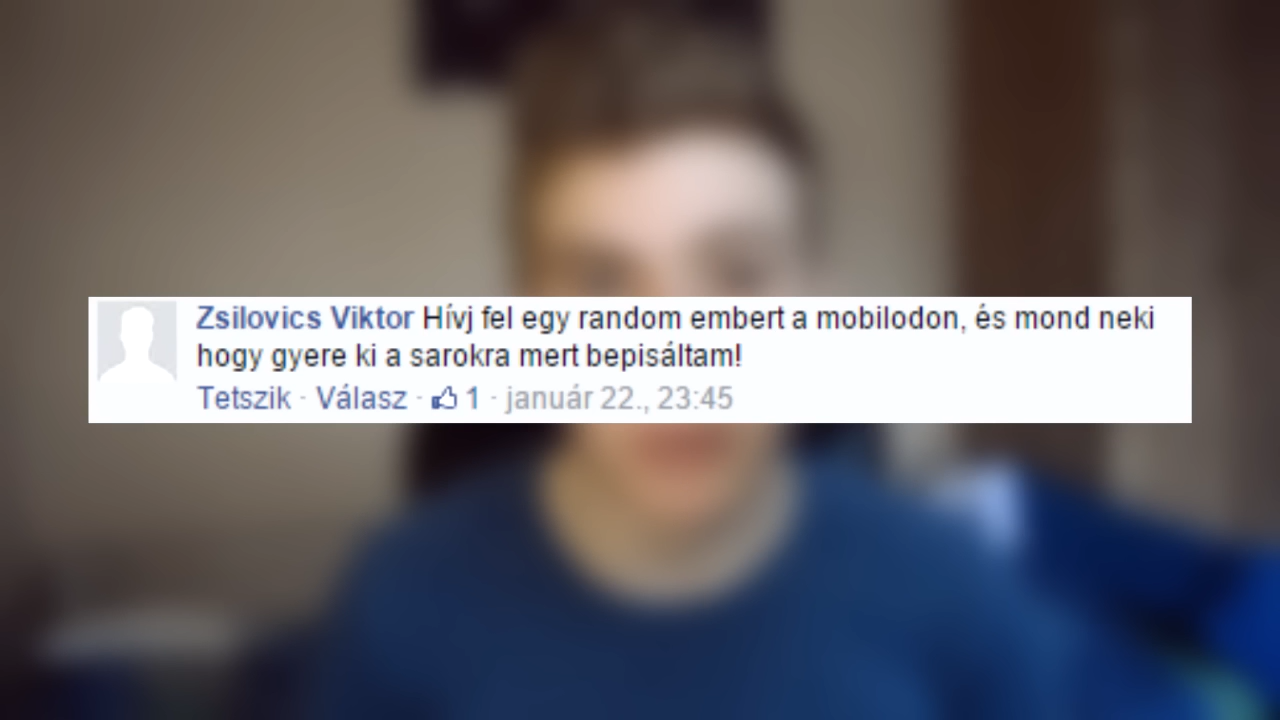 Zsilovics Viktor Hívj fel egy random embert a mobilodon, és mond neki
hogy gyere ki a sarokra mert bepisáltam!
Tetszik · Válasz · 1 · január 22., 23:45